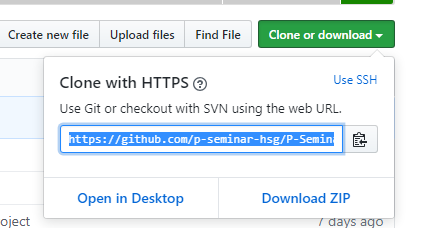 Create new file Upload files Find File Clone or download
Clone with HTTPS Use SSH
Use Git or checkout with SVN using the web URL.
https://github.com/p-seminar-hsg/P-Semina
Open in Desktop Download ZIP
oject 7 days ago